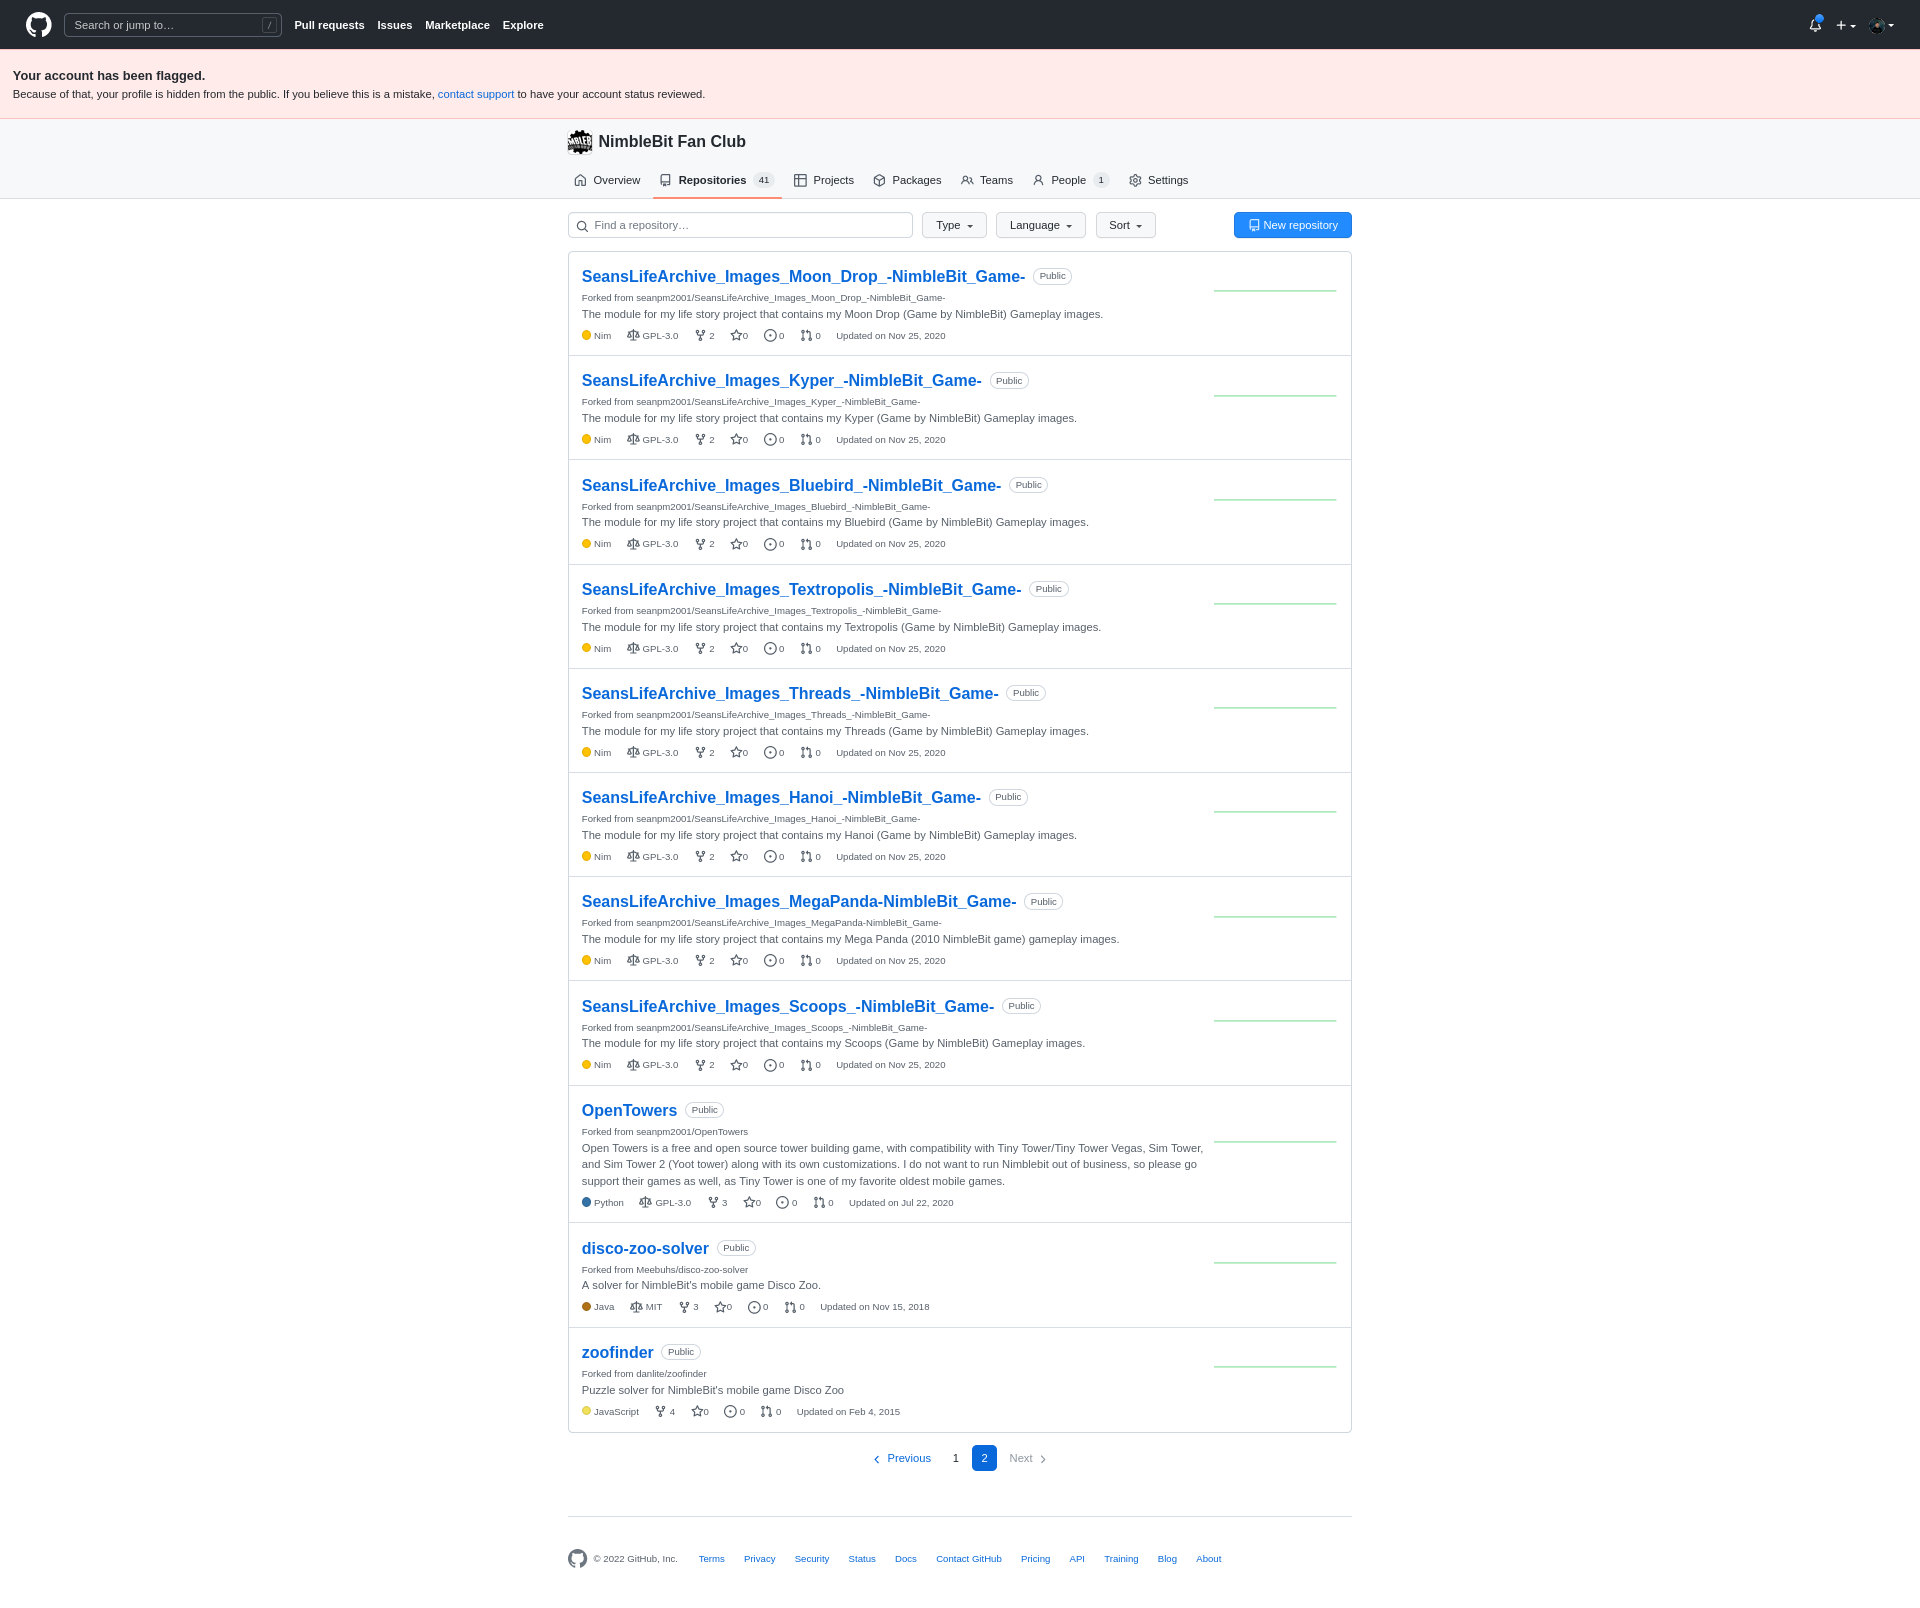 Search or jump to… /
Pull requests Issues Marketplace Explore
Your account has been flagged.
Because of that, your profile is hidden from the public. If you believe this is a mistake, contact support to have your account status reviewed.
NimbleBit Fan Club
Overview Repositories 41 Projects Packages Teams People 1 Settings
Find a repository… Type Language Sort New repository
SeansLifeArchive_Images_Moon_Drop_-NimbleBit_Game- Public
Forked from seanpm2001/SeansLifeArchive_Images_Moon_Drop_-NimbleBit_Game-
The module for my life story project that contains my Moon Drop (Game by NimbleBit) Gameplay images.
Nim GPL-3.0 2 0 0 0 Updated on Nov 25, 2020
SeansLifeArchive_Images_Kyper_-NimbleBit_Game- Public
Forked from seanpm2001/SeansLifeArchive_Images_Kyper_-NimbleBit_Game-
The module for my life story project that contains my Kyper (Game by NimbleBit) Gameplay images.
Nim GPL-3.0 2 0 0 0 Updated on Nov 25, 2020
SeansLifeArchive_Images_Bluebird_-NimbleBit_Game- Public
Forked from seanpm2001/SeansLifeArchive_Images_Bluebird_-NimbleBit_Game-
The module for my life story project that contains my Bluebird (Game by NimbleBit) Gameplay images.
Nim GPL-3.0 2 0 0 0 Updated on Nov 25, 2020
SeansLifeArchive_Images_Textropolis_-NimbleBit_Game- Public
Forked from seanpm2001/SeansLifeArchive_Images_Textropolis_-NimbleBit_Game-
The module for my life story project that contains my Textropolis (Game by NimbleBit) Gameplay images.
Nim GPL-3.0 2 0 0 0 Updated on Nov 25, 2020
SeansLifeArchive_Images_Threads_-NimbleBit_Game- Public
Forked from seanpm2001/SeansLifeArchive_Images_Threads_-NimbleBit_Game-
The module for my life story project that contains my Threads (Game by NimbleBit) Gameplay images.
Nim GPL-3.0 2 0 0 0 Updated on Nov 25, 2020
SeansLifeArchive_Images_Hanoi_-NimbleBit_Game- Public
Forked from seanpm2001/SeansLifeArchive_Images_Hanoi_-NimbleBit_Game-
The module for my life story project that contains my Hanoi (Game by NimbleBit) Gameplay images.
Nim GPL-3.0 2 0 0 0 Updated on Nov 25, 2020
SeansLifeArchive_Images_MegaPanda-NimbleBit_Game- Public
Forked from seanpm2001/SeansLifeArchive_Images_MegaPanda-NimbleBit_Game-
The module for my life story project that contains my Mega Panda (2010 NimbleBit game) gameplay images.
Nim GPL-3.0 2 0 0 0 Updated on Nov 25, 2020
SeansLifeArchive_Images_Scoops_-NimbleBit_Game- Public
Forked from seanpm2001/SeansLifeArchive_Images_Scoops_-NimbleBit_Game-
The module for my life story project that contains my Scoops (Game by NimbleBit) Gameplay images.
Nim GPL-3.0 2 0 0 0 Updated on Nov 25, 2020
OpenTowers Public
Forked from seanpm2001/OpenTowers
Open Towers is a free and open source tower building game, with compatibility with Tiny Tower/Tiny Tower Vegas, Sim Tower,
and Sim Tower 2 (Yoot tower) along with its own customizations. I do not want to run Nimblebit out of business, so please go
support their games as well, as Tiny Tower is one of my favorite oldest mobile games.
Python GPL-3.0 3 0 0 0 Updated on Jul 22, 2020
disco-zoo-solver Public
Forked from Meebuhs/disco-zoo-solver
A solver for NimbleBit's mobile game Disco Zoo.
Java MIT 3 0 0 0 Updated on Nov 15, 2018
zoofinder Public
Forked from danlite/zoofinder
Puzzle solver for NimbleBit's mobile game Disco Zoo
JavaScript 4 0 0 0 Updated on Feb 4, 2015
Previous 1 2 Next
© 2022 GitHub, Inc. Terms Privacy Security Status Docs Contact GitHub Pricing API Training Blog About